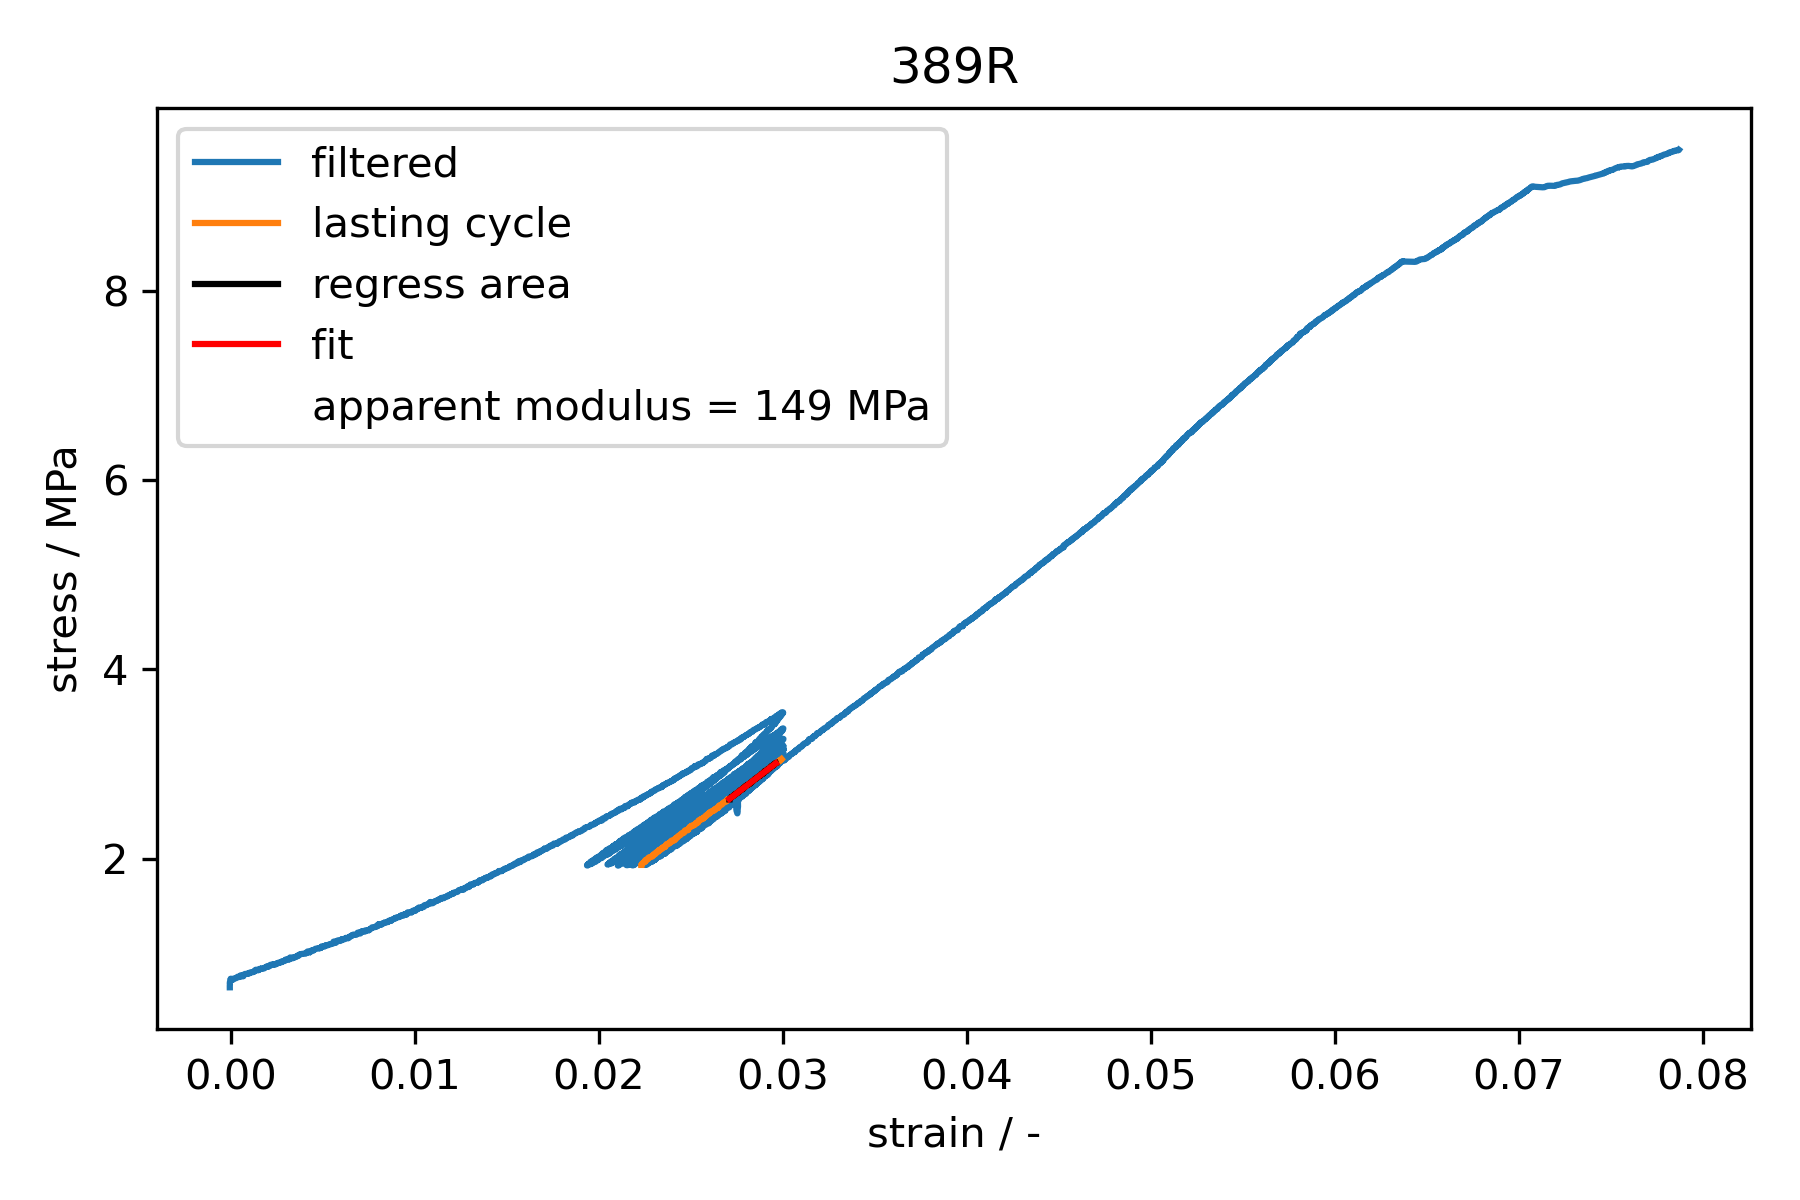 389R
filtered
lasting cycle
regress area
fit
apparent modulus = 149 MPa
stress / MPa
8
6
4
2
0.00 0.01 0.02 0.03 0.04 0.05 0.06 0.07 0.08
strain / -